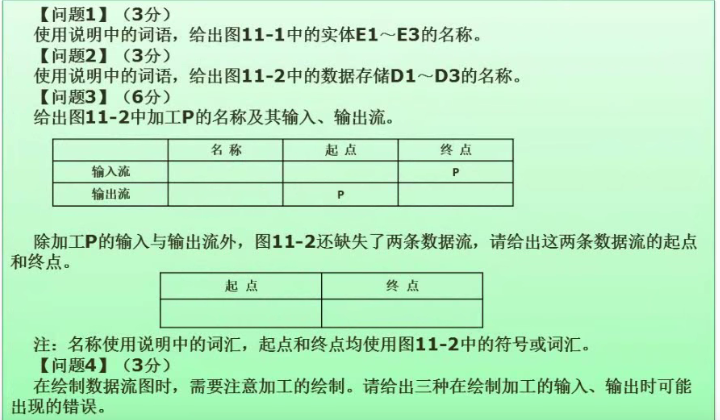 【问题1】(3分)
使用说明中的词语，给出图11-1中的实体E1～E3的名称。
【问题2】(3分)
使用说明中的词语，给出图11-2中的数据存储D1～D3的名称。
【问题3】(6分)
给出图11-2中加工P的名称及其输入、输出流。
名 称 起 点 终 点
输入流 P
输出流 P
除加工P的输入与输出流外，图11-2还缺失了两条数据流，请给出这两条数据流的起点
和终点。
起 点 终 点
注：名称使用说明中的词汇，起点和终点均使用图11-2中的符号或词汇。
【问题4】(3分)
在绘制数据流图时，需要注意加工的绘制。请给出三种在绘制加工的输入、输出时可能
出现的错误。